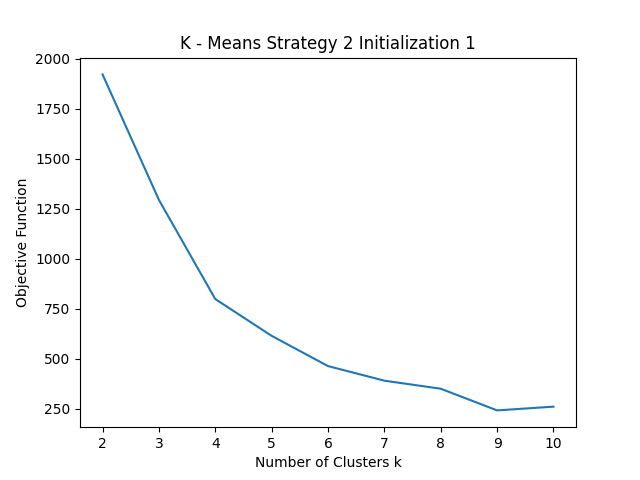 K - Means Strategy 2 Initialization 1
2000
1750
1500
1250
1000
750
500
250
Objective Function
2 3 4 5 6 7 8 9 10
Number of Clusters k